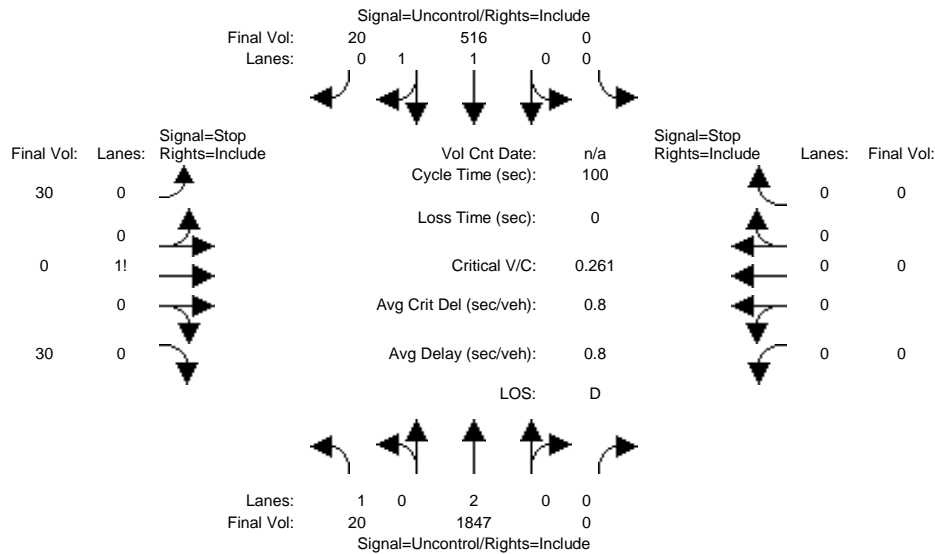 Signal=Uncontrol/Rights=Include
Final Vol: 20 516 0
Lanes: 0 1 1 0 0
Signal=Stop Signal=Stop
Final Vol: Lanes: Rights=Include Vol Cnt Date: n/a Rights=Include Lanes: Final Vol:
Cycle Time (sec): 100
30 0 0 0
Loss Time (sec): 0
0 0
0 1! Critical V/C: 0.261 0 0
0 Avg Crit Del (sec/veh): 0.8 0
30 0 Avg Delay (sec/veh): 0.8 0 0
LOS: D
Lanes: 1 0 2 0 0
Final Vol: 20 1847 0
Signal=Uncontrol/Rights=Include